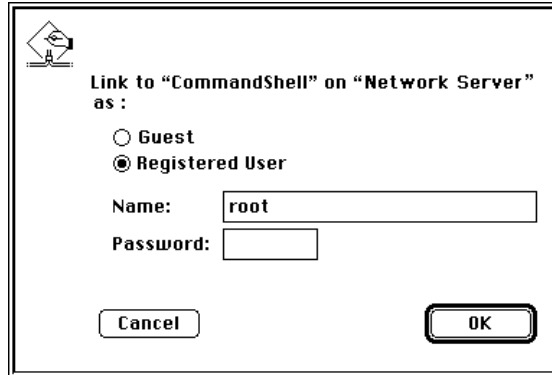 Link to “CommandShell” on “Network Server”
as :
Guest
Registered User
Name: root
Password:
Cancel OK